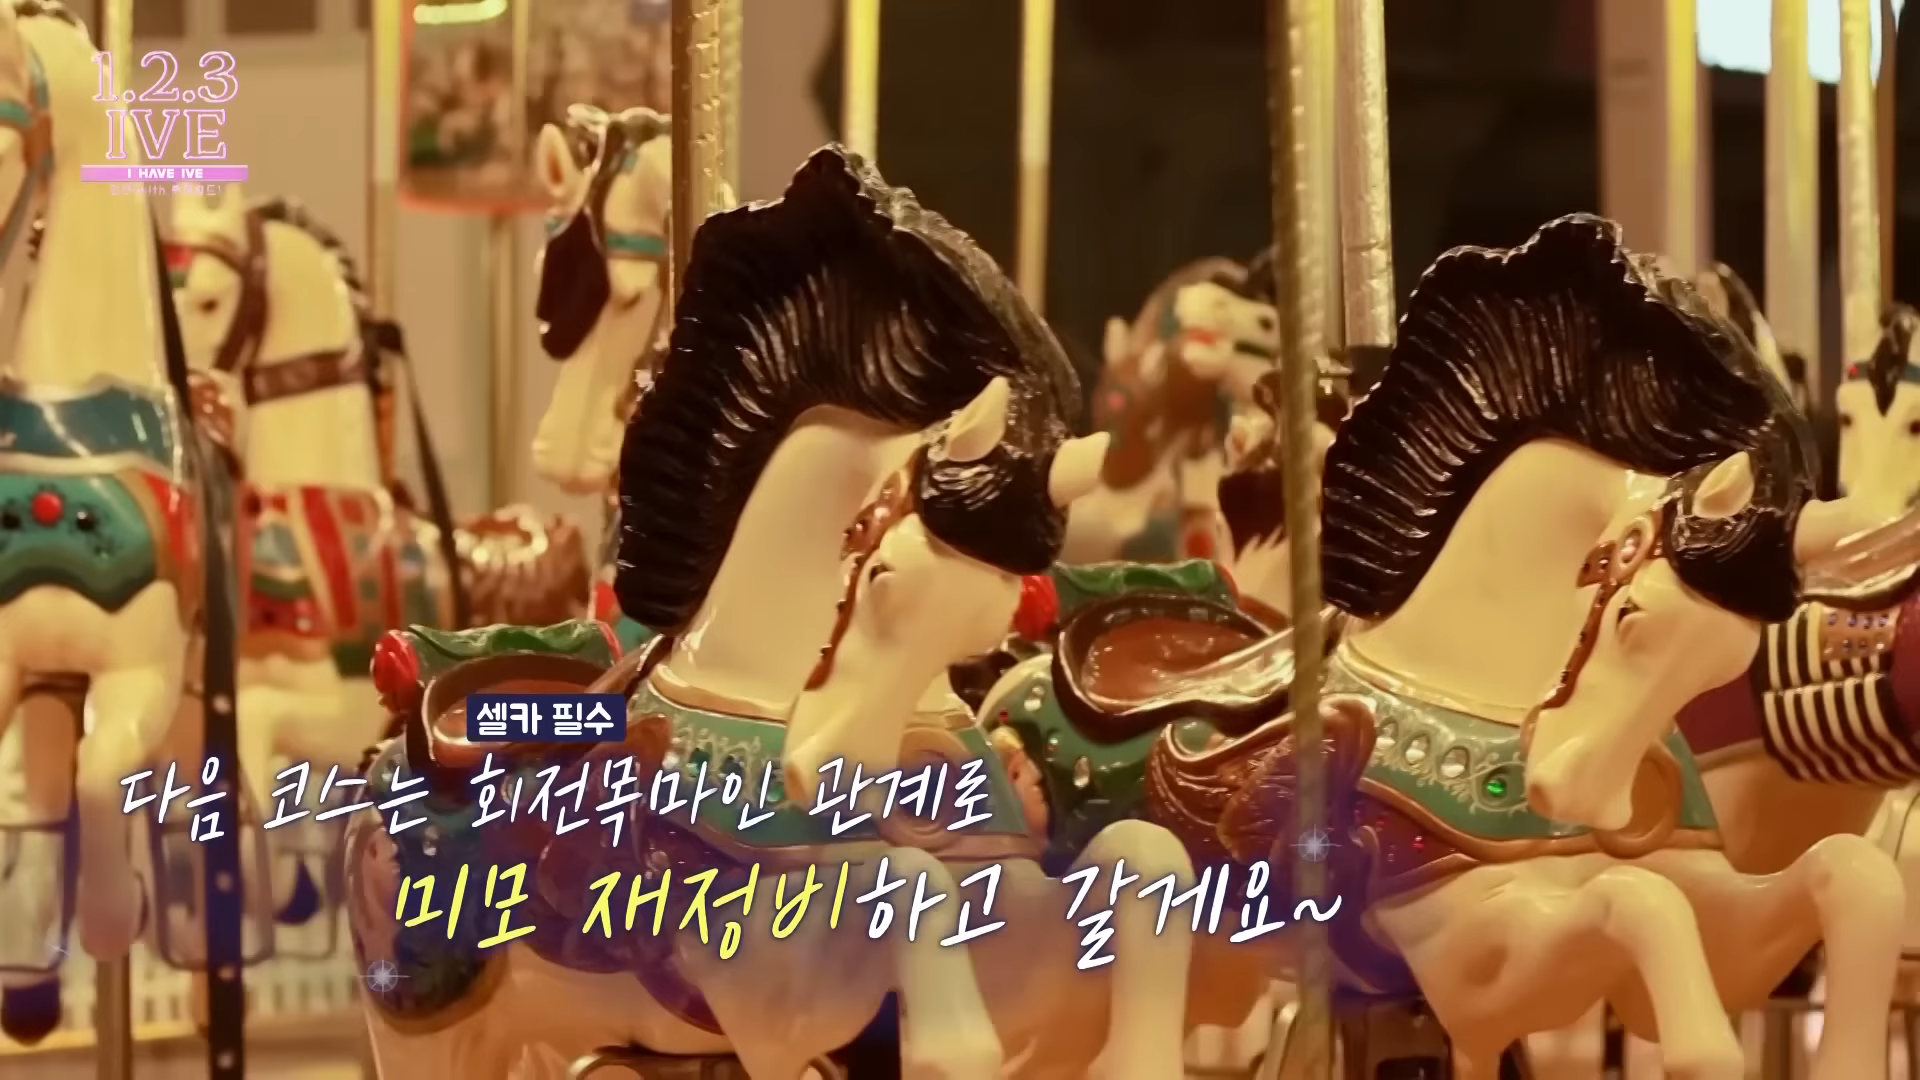 1.2.3
IVE
I HAVE IVE
셀카 필수
다음 코스는 회전목마인 관계로
미모 재정비하고 갈게요~